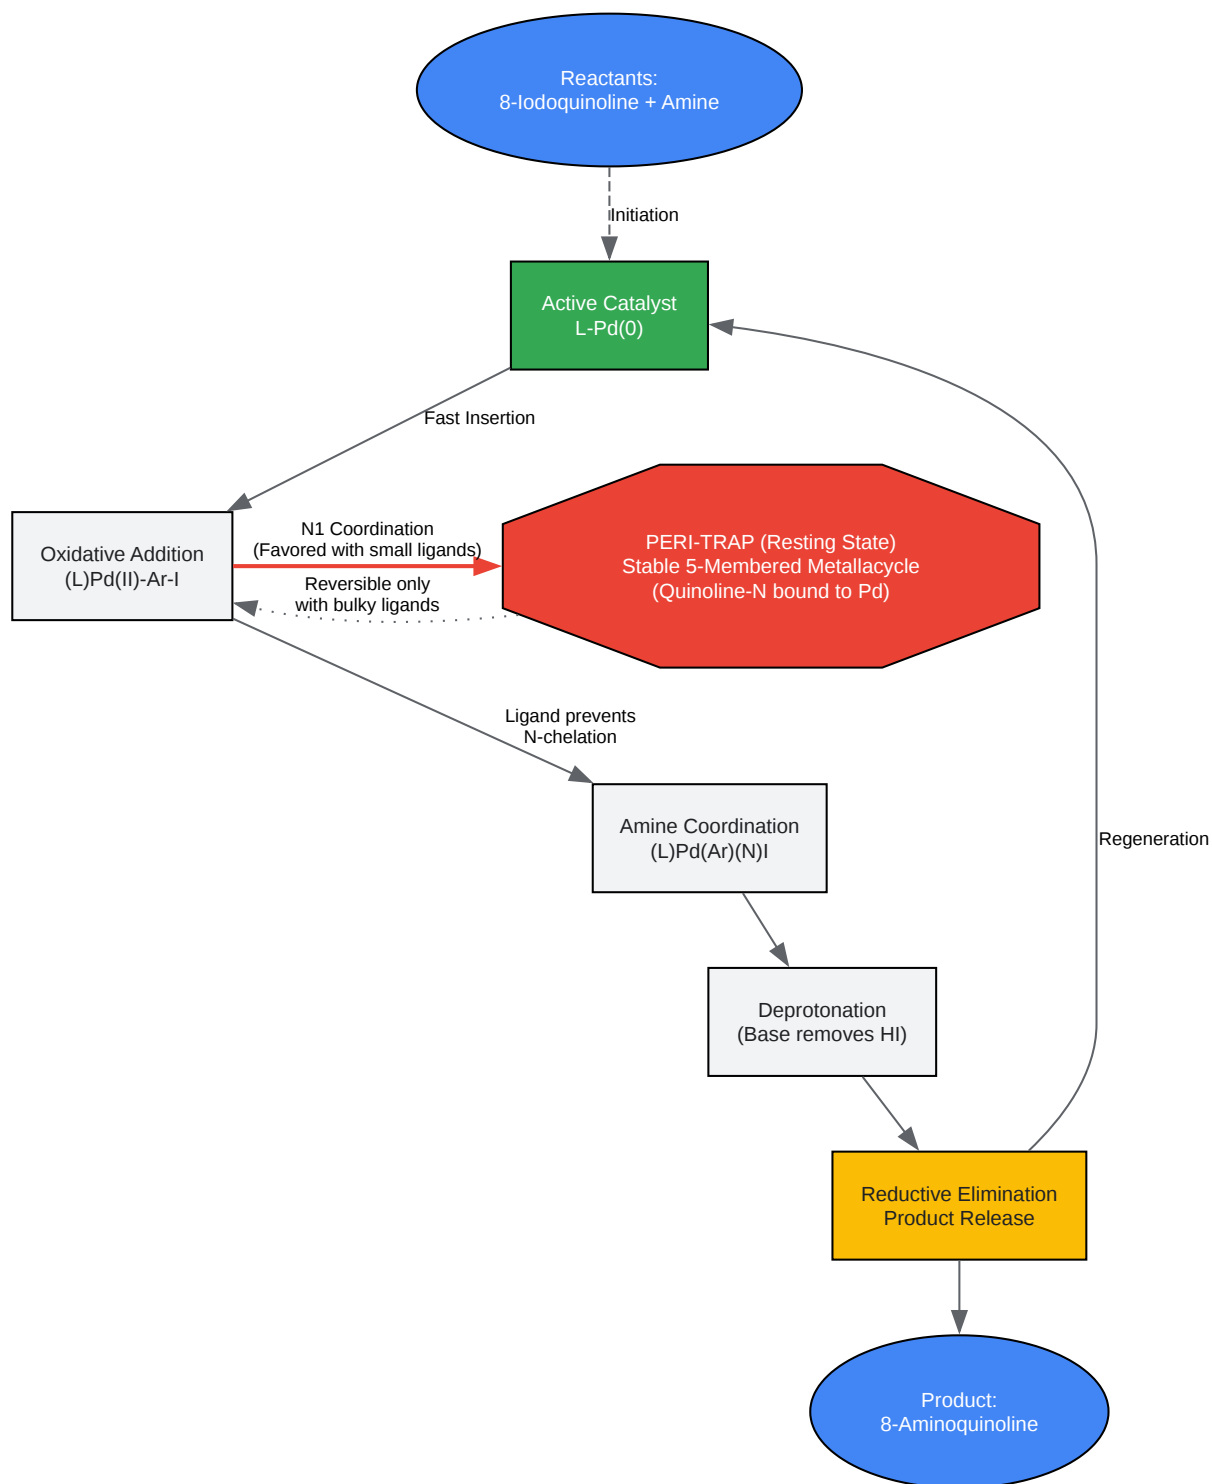 Reactants:
8-Iodoquinoline + Amine
Initiation
Active Catalyst
L-Pd(0)
Fast Insertion
Oxidative Addition
(L)Pd(II)-Ar-I
N1 Coordination
(Favored with small ligands)
Reversible only
with bulky ligands
PERI-TRAP (Resting State)
Stable 5-Membered Metallacycle
(Quinoline-N bound to Pd)
Ligand prevents
N-chelation
Amine Coordination
(L)Pd(Ar)(N)I
Regeneration
Deprotonation
(Base removes HI)
Reductive Elimination
Product Release
Product:
8-Aminoquinoline